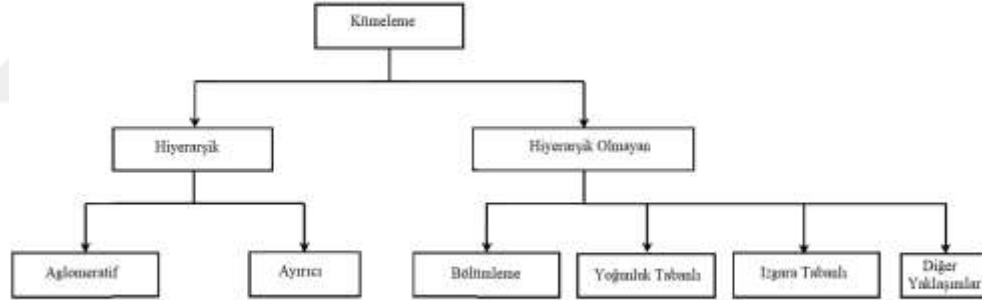 Kümeleme
Hiyerarşik
Hiyerarşik Olmayan
Aglomeratif
Ayırıcı
Bölümleme
Yoğunluk Tabanlı
Izgara Tabanlı
Diğer
Yaklaşımlar